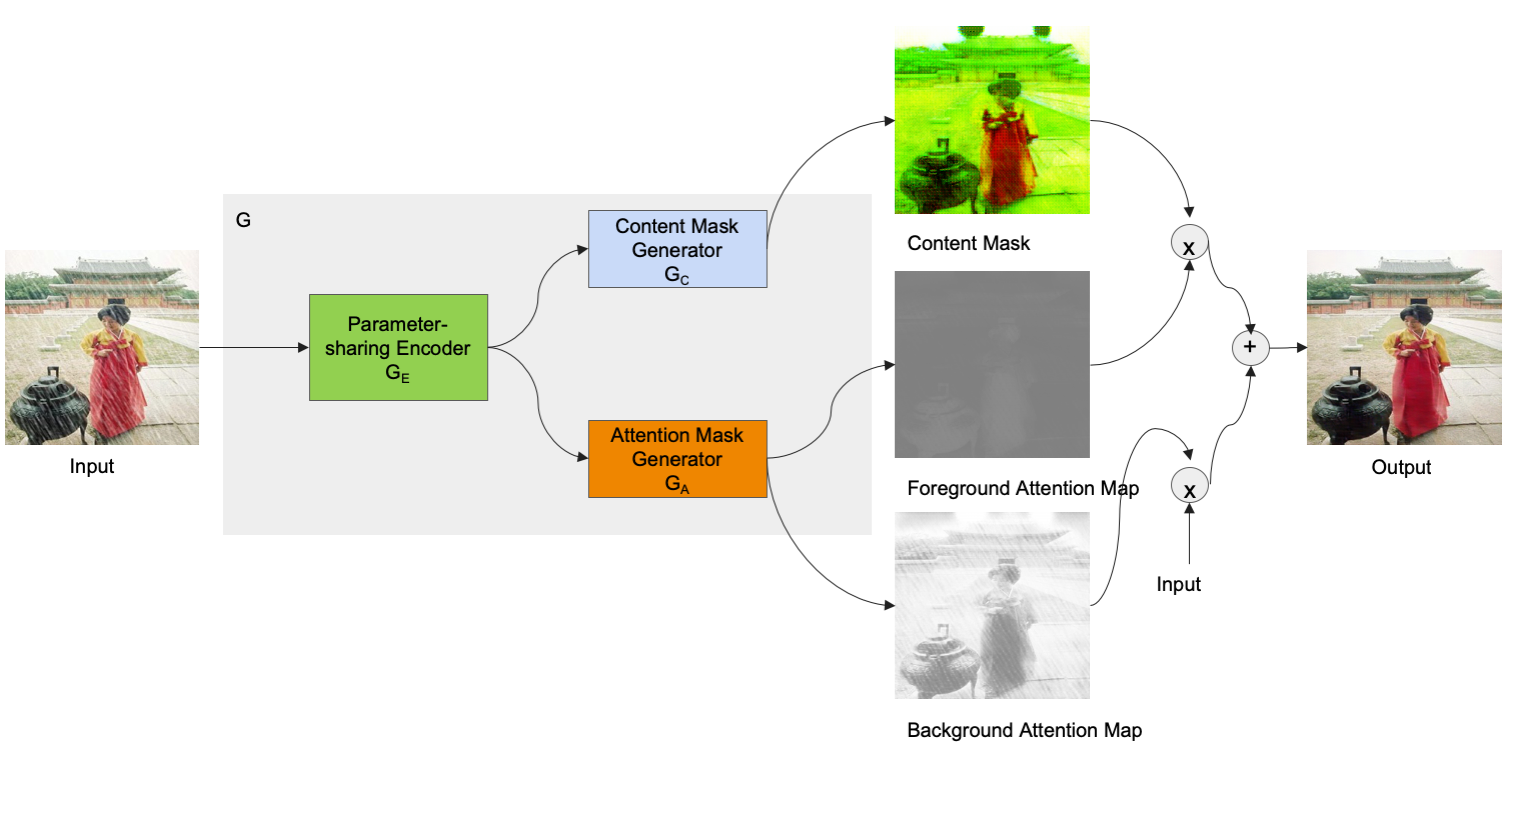 G
Parameter-
sharing Encoder
G_E
Content Mask
Generator
G_C
Attention Mask
Generator
G_A
Input
Content Mask
Foreground Attention Map
Background Attention Map
x
+
x
Input
Output